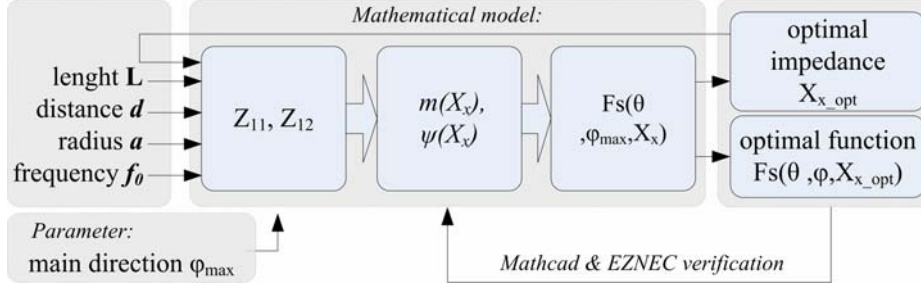 Mathematical model:
lenght L
distance d
radius a
frequency f₀
Z₁₁, Z₁₂
m(Xₓ),
ψ(Xₓ)
Fs(θ
,φmax,Xₓ)
optimal
impedance
Xx_opt
optimal function
Fs(θ ,φ,Xx_opt)
Parameter:
main direction φmax
Mathcad & EZNEC verification